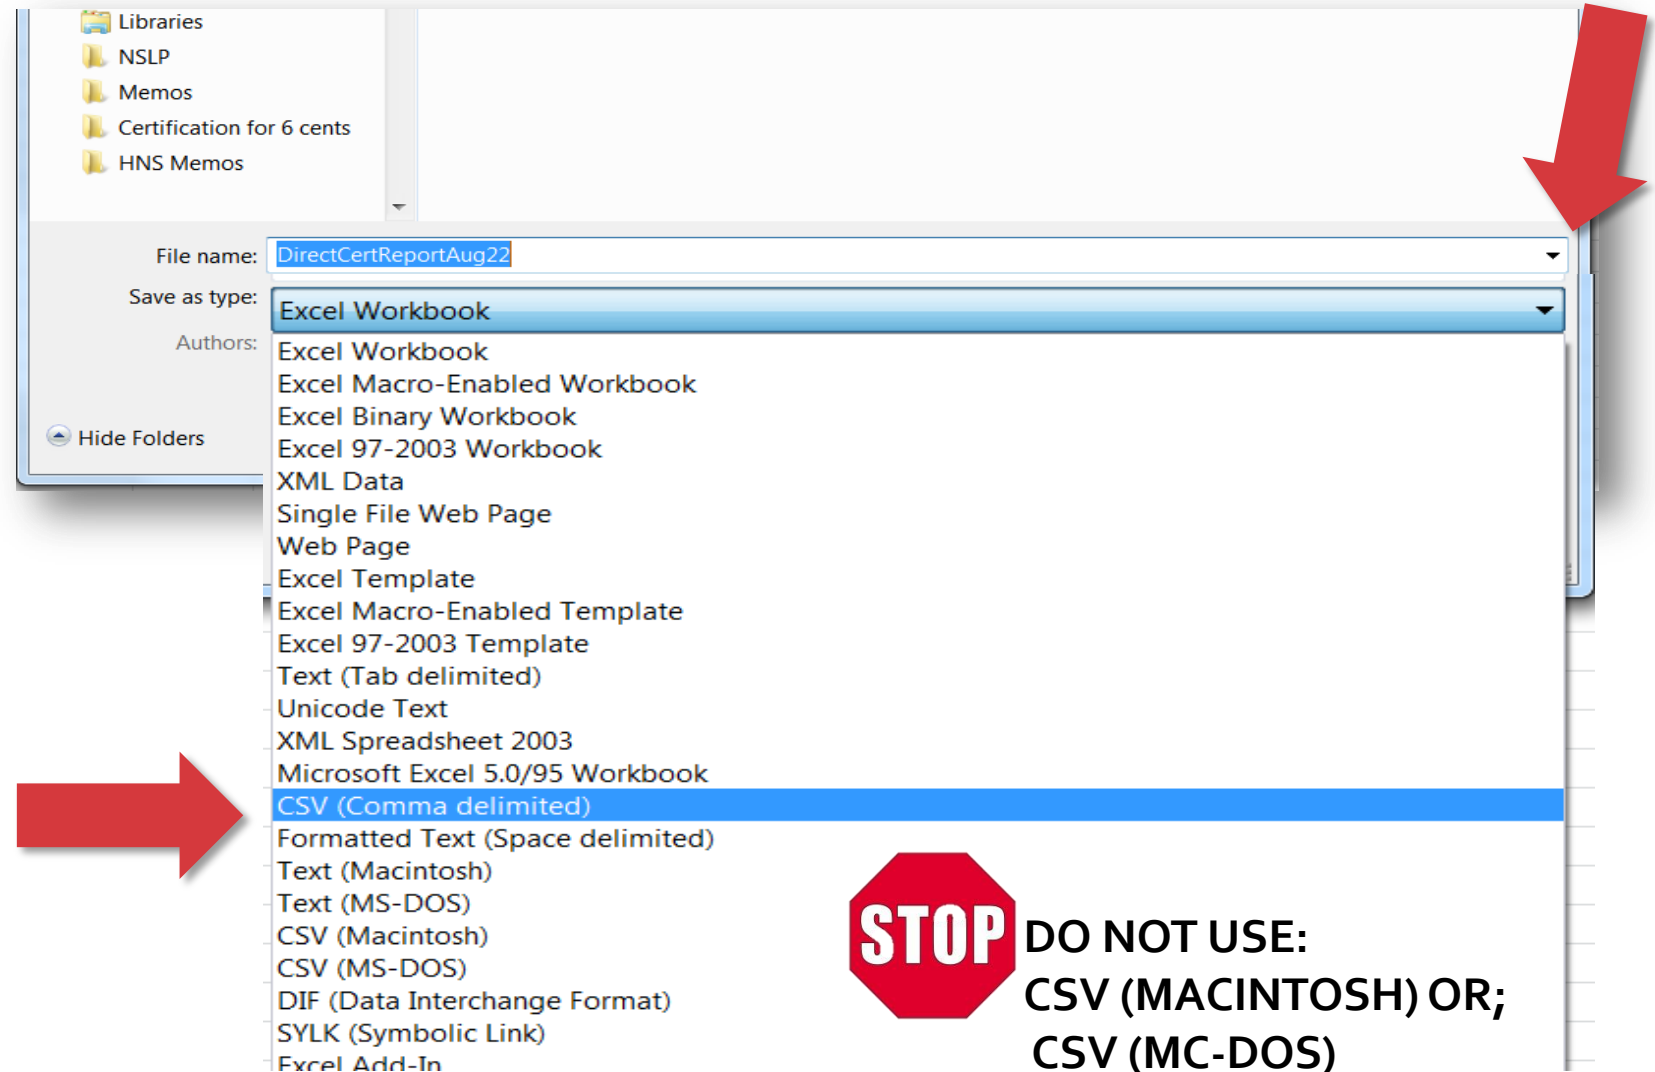 Libraries
NSLP
Memos
Certification for 6 cents
HNS Memos
File name: DirectCertReportAug22
Save as type: Excel Workbook
Authors:
Hide Folders
Excel Workbook
Excel Macro-Enabled Workbook
Excel Binary Workbook
Excel 97-2003 Workbook
XML Data
Single File Web Page
Web Page
Excel Template
Excel Macro-Enabled Template
Excel 97-2003 Template
Text (Tab delimited)
Unicode Text
XML Spreadsheet 2003
Microsoft Excel 5.0/95 Workbook
CSV (Comma delimited)
Formatted Text (Space delimited)
Text (Macintosh)
Text (MS-DOS)
CSV (Macintosh)
CSV (MS-DOS)
DIF (Data Interchange Format)
SYLK (Symbolic Link)
Excel Add-In
STOP
DO NOT USE:
CSV (MACINTOSH) OR;
CSV (MC-DOS)